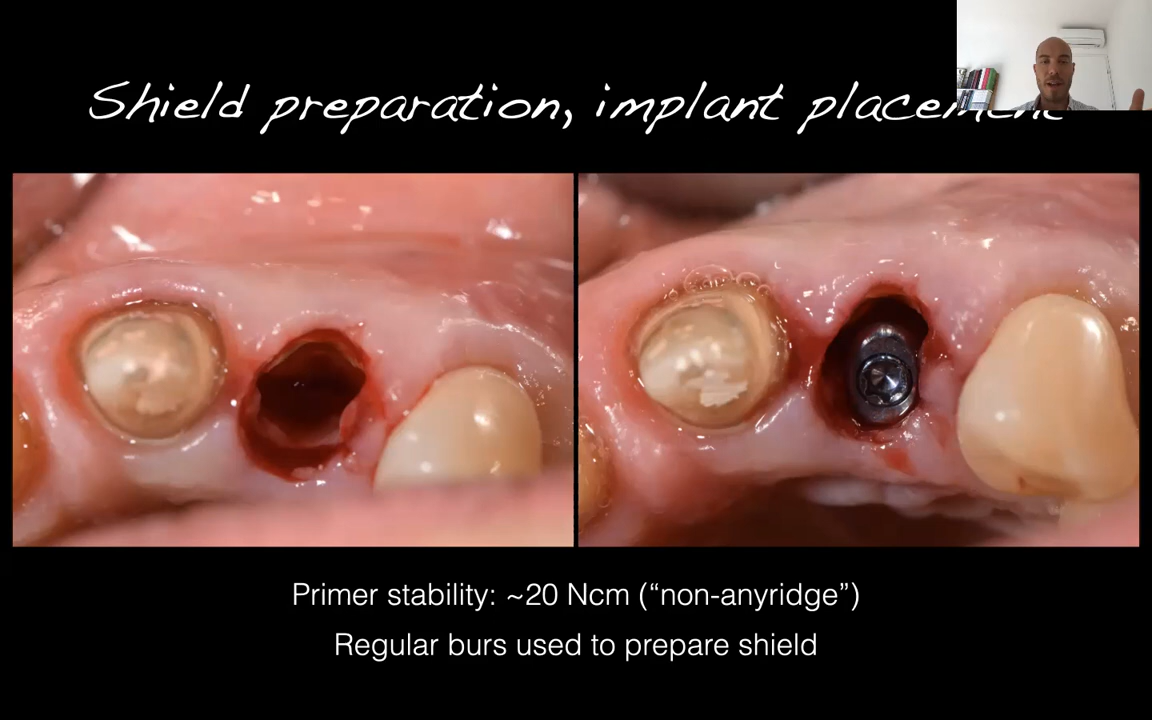 Shield preparation, implant placement
Primer stability: ~20 Ncm (“non-anyridge”)
Regular burs used to prepare shield